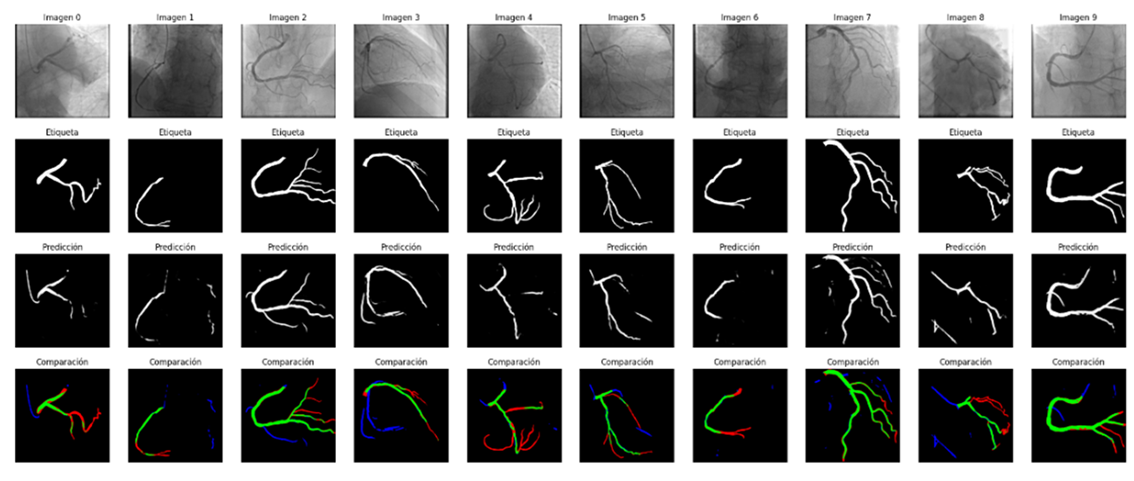 Imagen 0 Imagen 1 Imagen 2 Imagen 3 Imagen 4 Imagen 5 Imagen 6 Imagen 7 Imagen 8 Imagen 9
Etiqueta Etiqueta Etiqueta Etiqueta Etiqueta Etiqueta Etiqueta Etiqueta Etiqueta Etiqueta
Predicción Predicción Predicción Predicción Predicción Predicción Predicción Predicción Predicción Predicción
Comparación Comparación Comparación Comparación Comparación Comparación Comparación Comparación Comparación Comparación